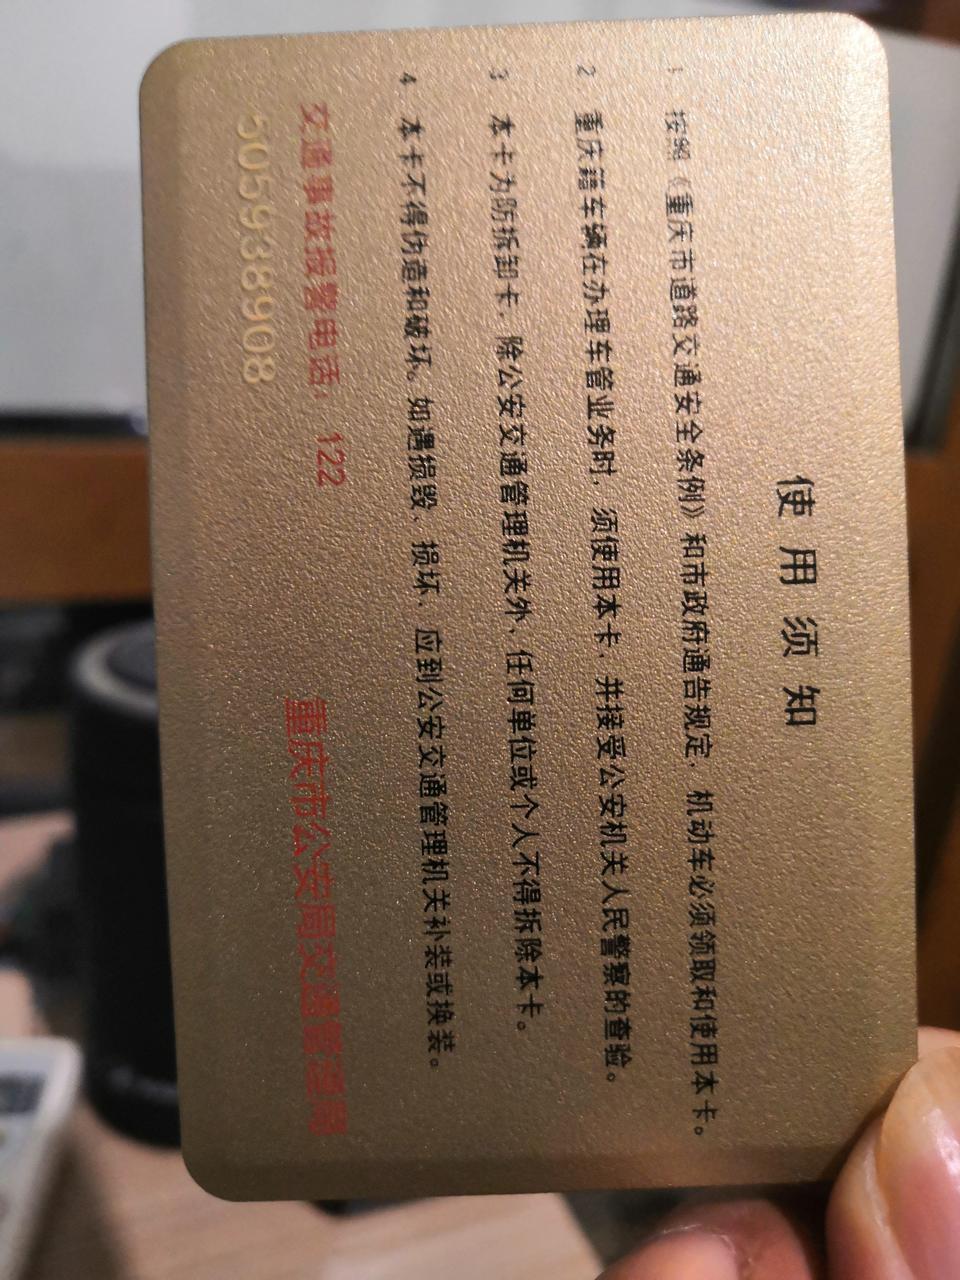 使用须知
1 按照《重庆市道路交通安全条例》和市政府通告规定，机动车必须领取和使用本卡。
2 重庆籍车辆在办理车管业务时，须使用本卡，并接受公安机关人民警察的查验。
3 本卡为防拆卸卡，除公安交通管理机关外，任何单位或个人不得拆除本卡。
4 本卡不得伪造和破坏。如遇损毁、损坏，应到公安交通管理机关补装或换装。
交通事故报警电话：122
重庆市公安局交通管理局
5059389908